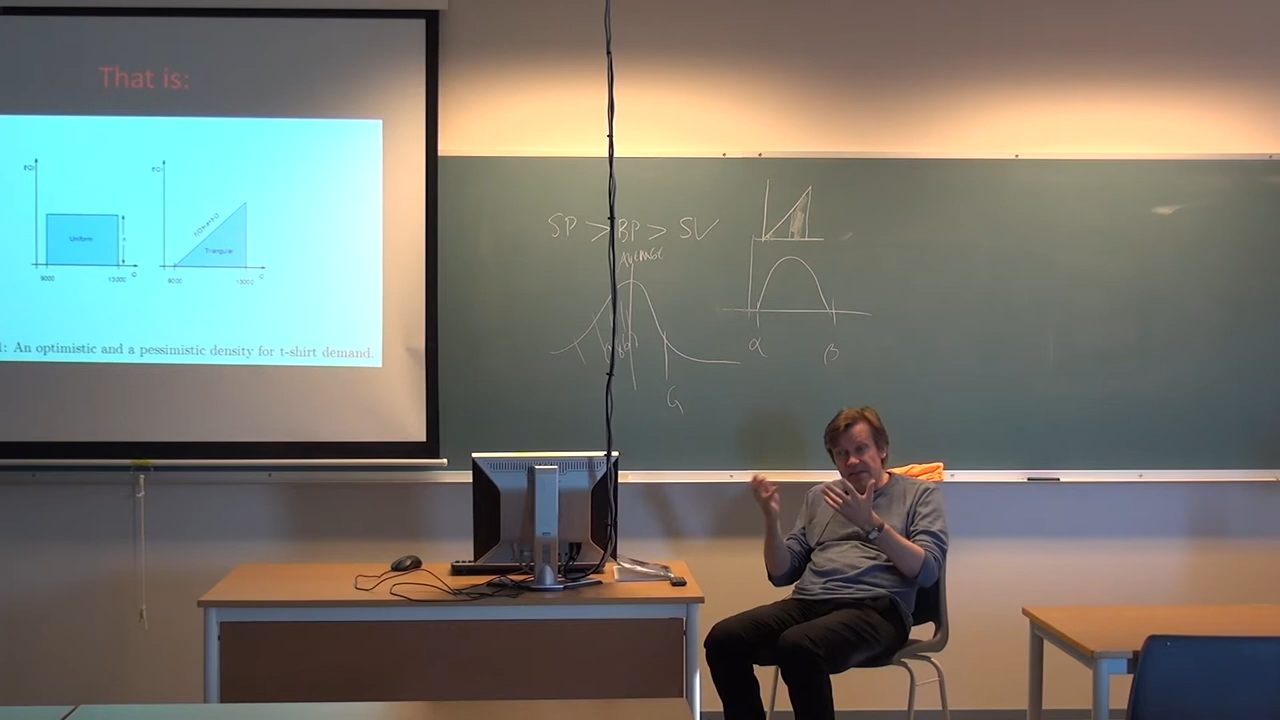 That is:
Uniform
Triangular
9000
13000
9000
13000
1: An optimistic and a pessimistic density for t-shirt demand.
SP > BP > SV
AVERAGE
G
α
β